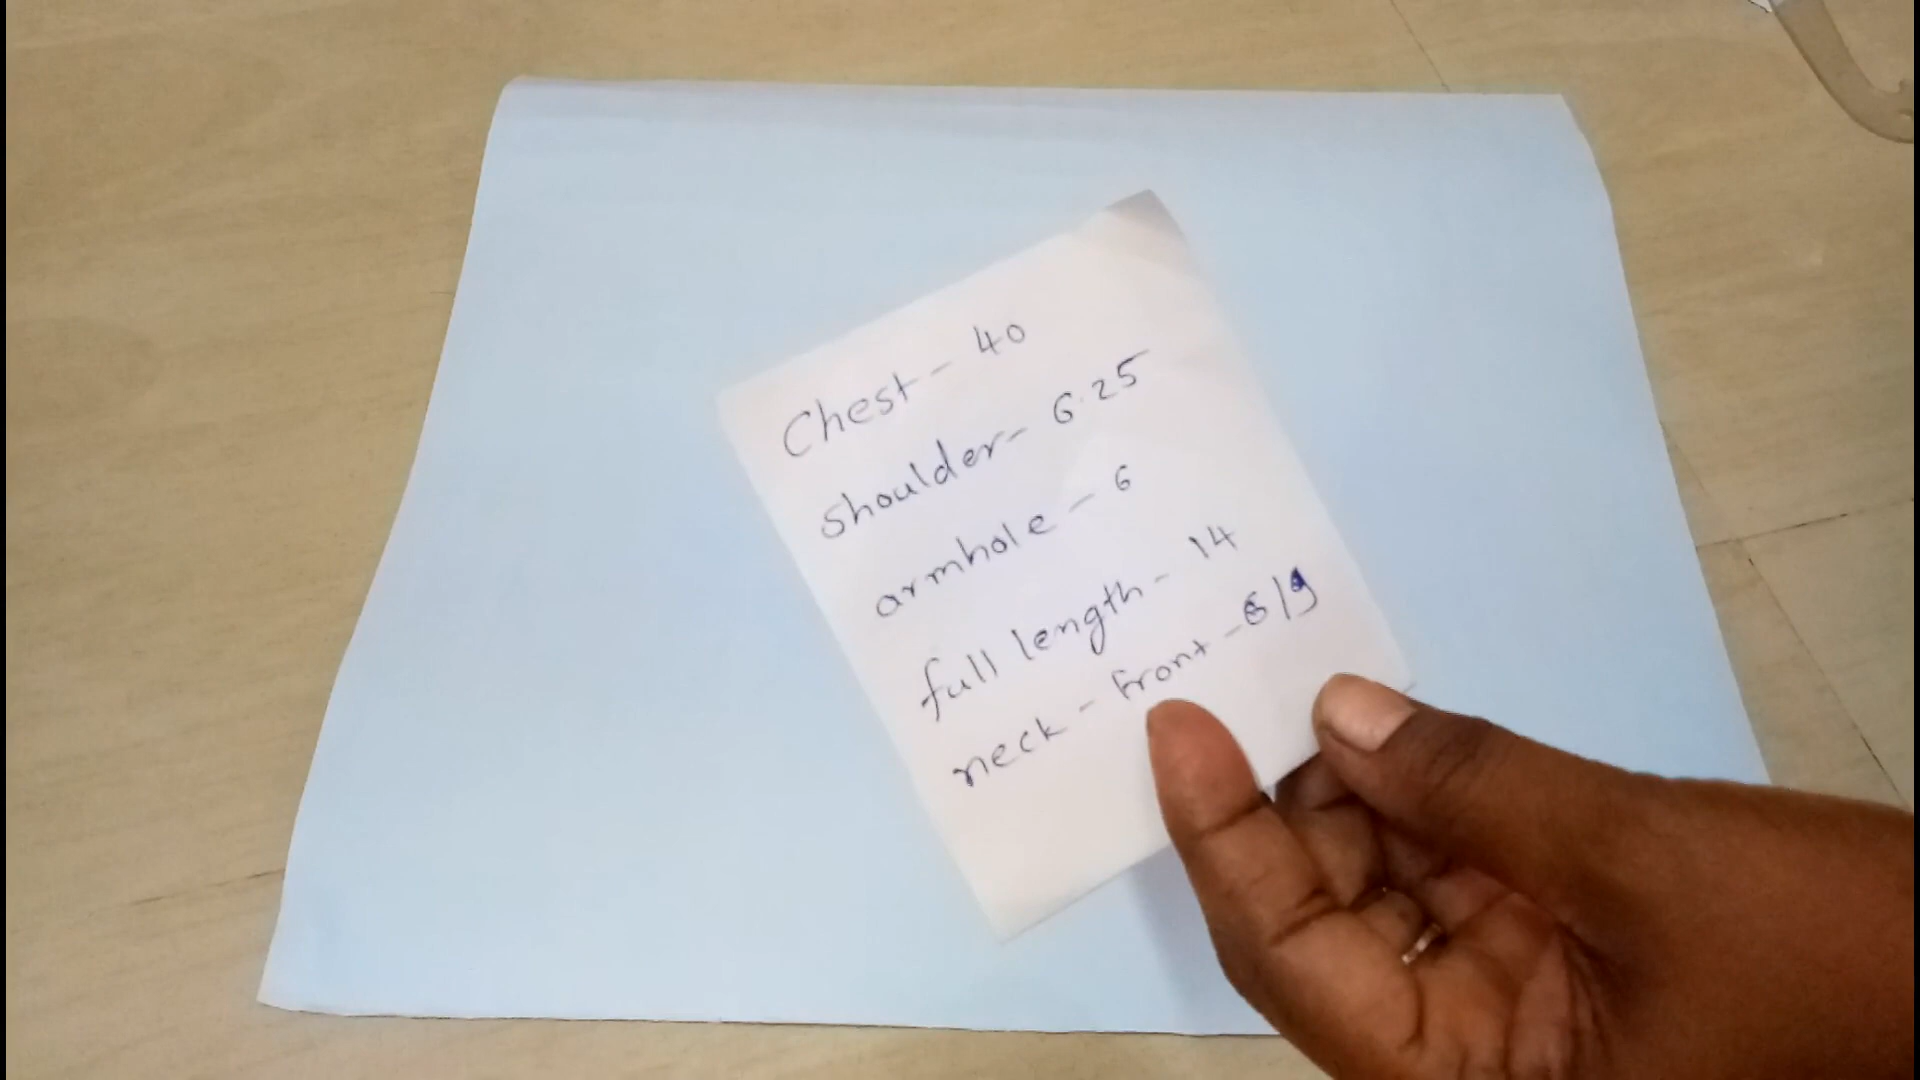 Chest - 40
Shoulder - 6.25
armhole - 6
full length - 14
neck - front - 6/9